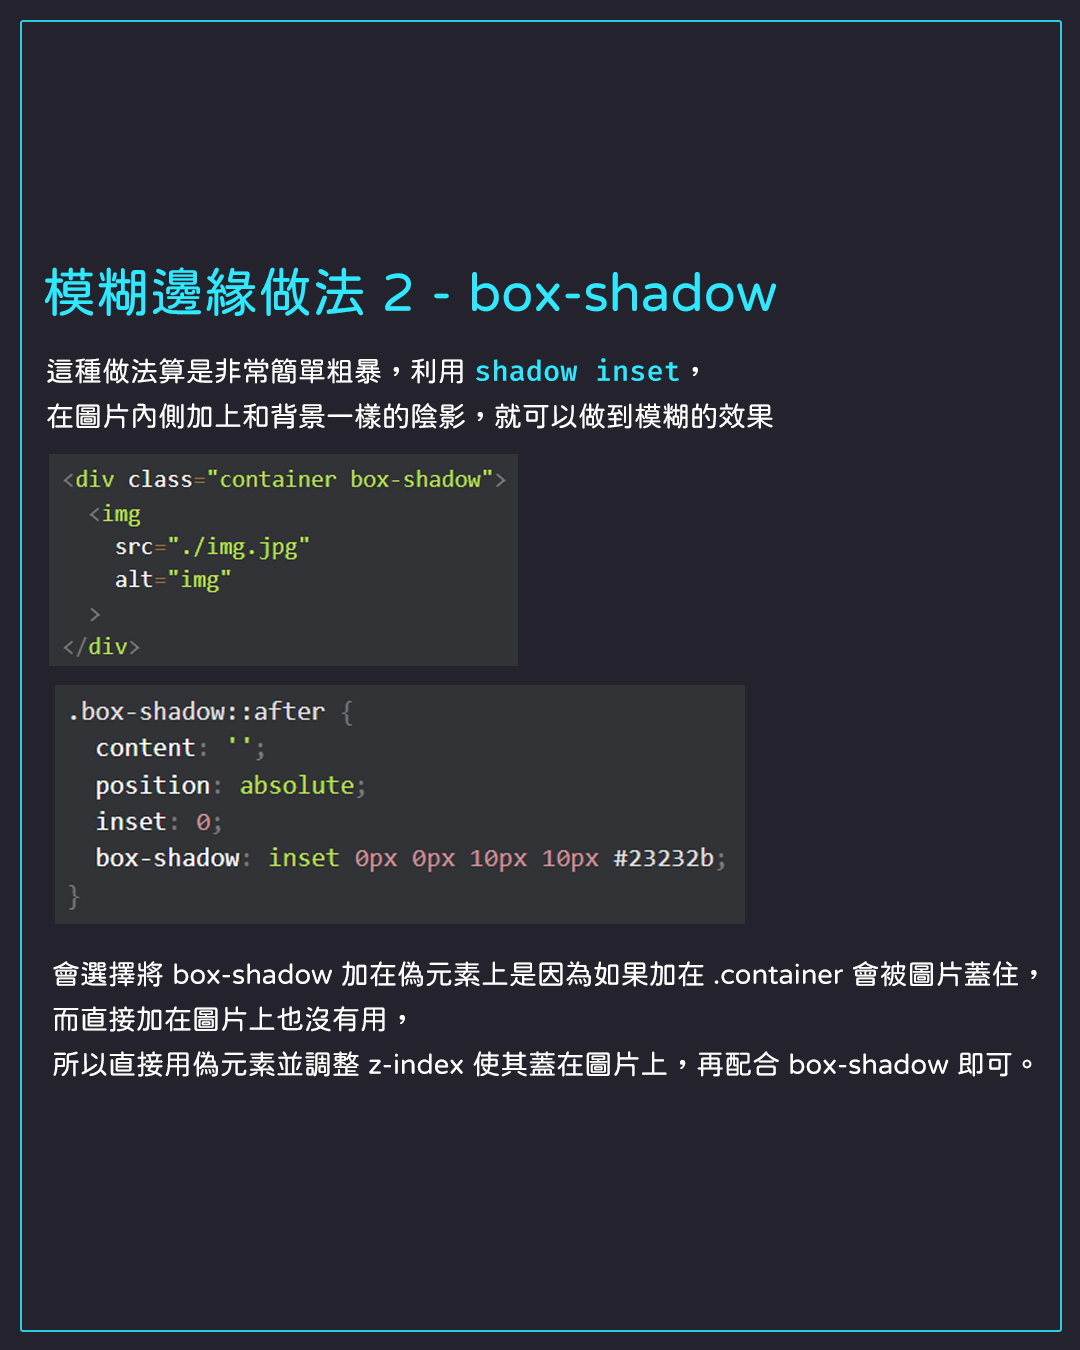 模糊邊緣做法 2 - box-shadow
這種做法算是非常簡單粗暴，利用 shadow inset，
在圖片內側加上和背景一樣的陰影，就可以做到模糊的效果
<div class="container box-shadow">
  <img
    src="./img.jpg"
    alt="img"
  >
</div>
.box-shadow::after {
  content: '';
  position: absolute;
  inset: 0;
  box-shadow: inset 0px 0px 10px 10px #23232b;
}
會選擇將 box-shadow 加在偽元素上是因為如果加在 .container 會被圖片蓋住，
而直接加在圖片上也沒有用，
所以直接用偽元素並調整 z-index 使其蓋在圖片上，再配合 box-shadow 即可。